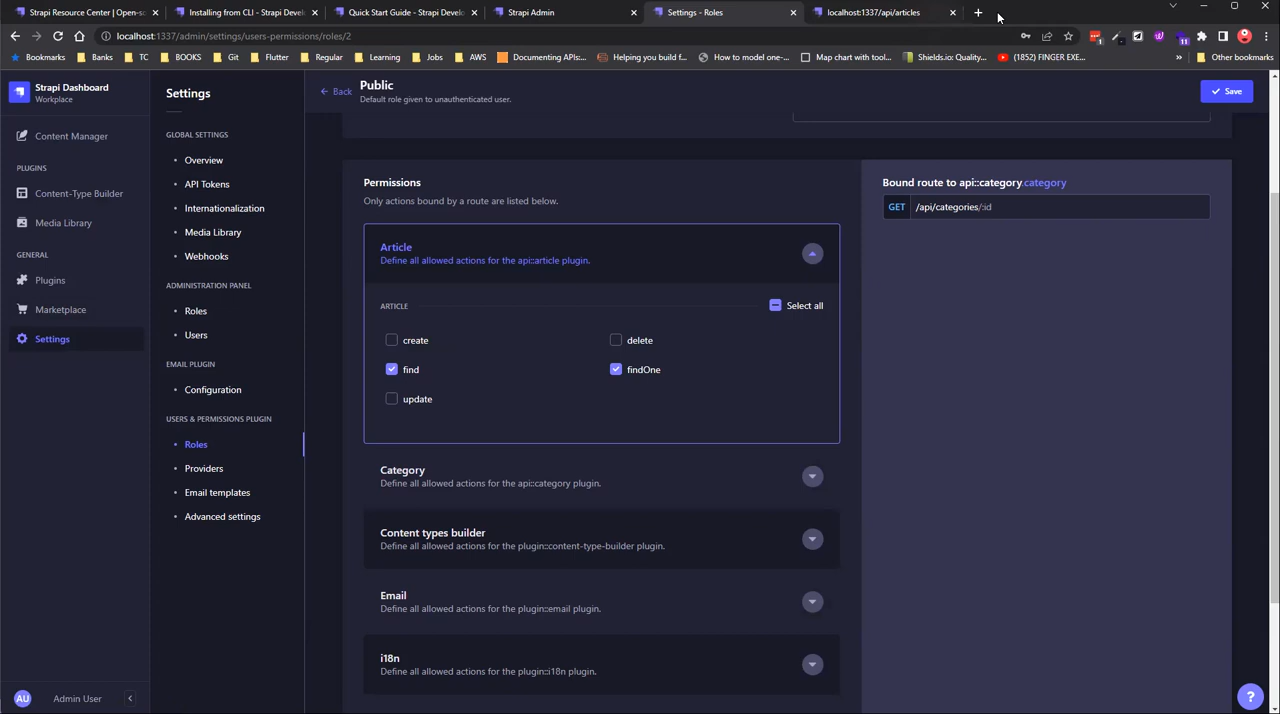 Strapi Resource Center | Open-sc
Installing from CLI - Strapi Devel
Quick Start Guide - Strapi Develo
Strapi Admin
Settings - Roles
localhost:1337/api/articles
localhost:1337/admin/settings/users-permissions/roles/2
Bookmarks
Banks
TC
BOOKS
Git
Flutter
Regular
Learning
Jobs
AWS
Documenting APIs...
Helping you build f...
How to model one-...
Map chart with tool...
Shields.io: Quality...
(1852) FINGER EXE...
»
Other bookmarks
Strapi Dashboard
Workplace
Content Manager
PLUGINS
Content-Type Builder
Media Library
GENERAL
Plugins
Marketplace
Settings
AU
Admin User
Settings
GLOBAL SETTINGS
Overview
API Tokens
Internationalization
Media Library
Webhooks
ADMINISTRATION PANEL
Roles
Users
EMAIL PLUGIN
Configuration
USERS & PERMISSIONS PLUGIN
Roles
Providers
Email templates
Advanced settings
Back
Public
Default role given to unauthenticated user.
Save
Permissions
Only actions bound by a route are listed below.
Article
Define all allowed actions for the api::article plugin.
ARTICLE
Select all
create
delete
find
findOne
update
Category
Define all allowed actions for the api::category plugin.
Content types builder
Define all allowed actions for the plugin::content-type-builder plugin.
Email
Define all allowed actions for the plugin::email plugin.
i18n
Define all allowed actions for the plugin::i18n plugin.
Bound route to api::category.category
GET /api/categories/:id
?